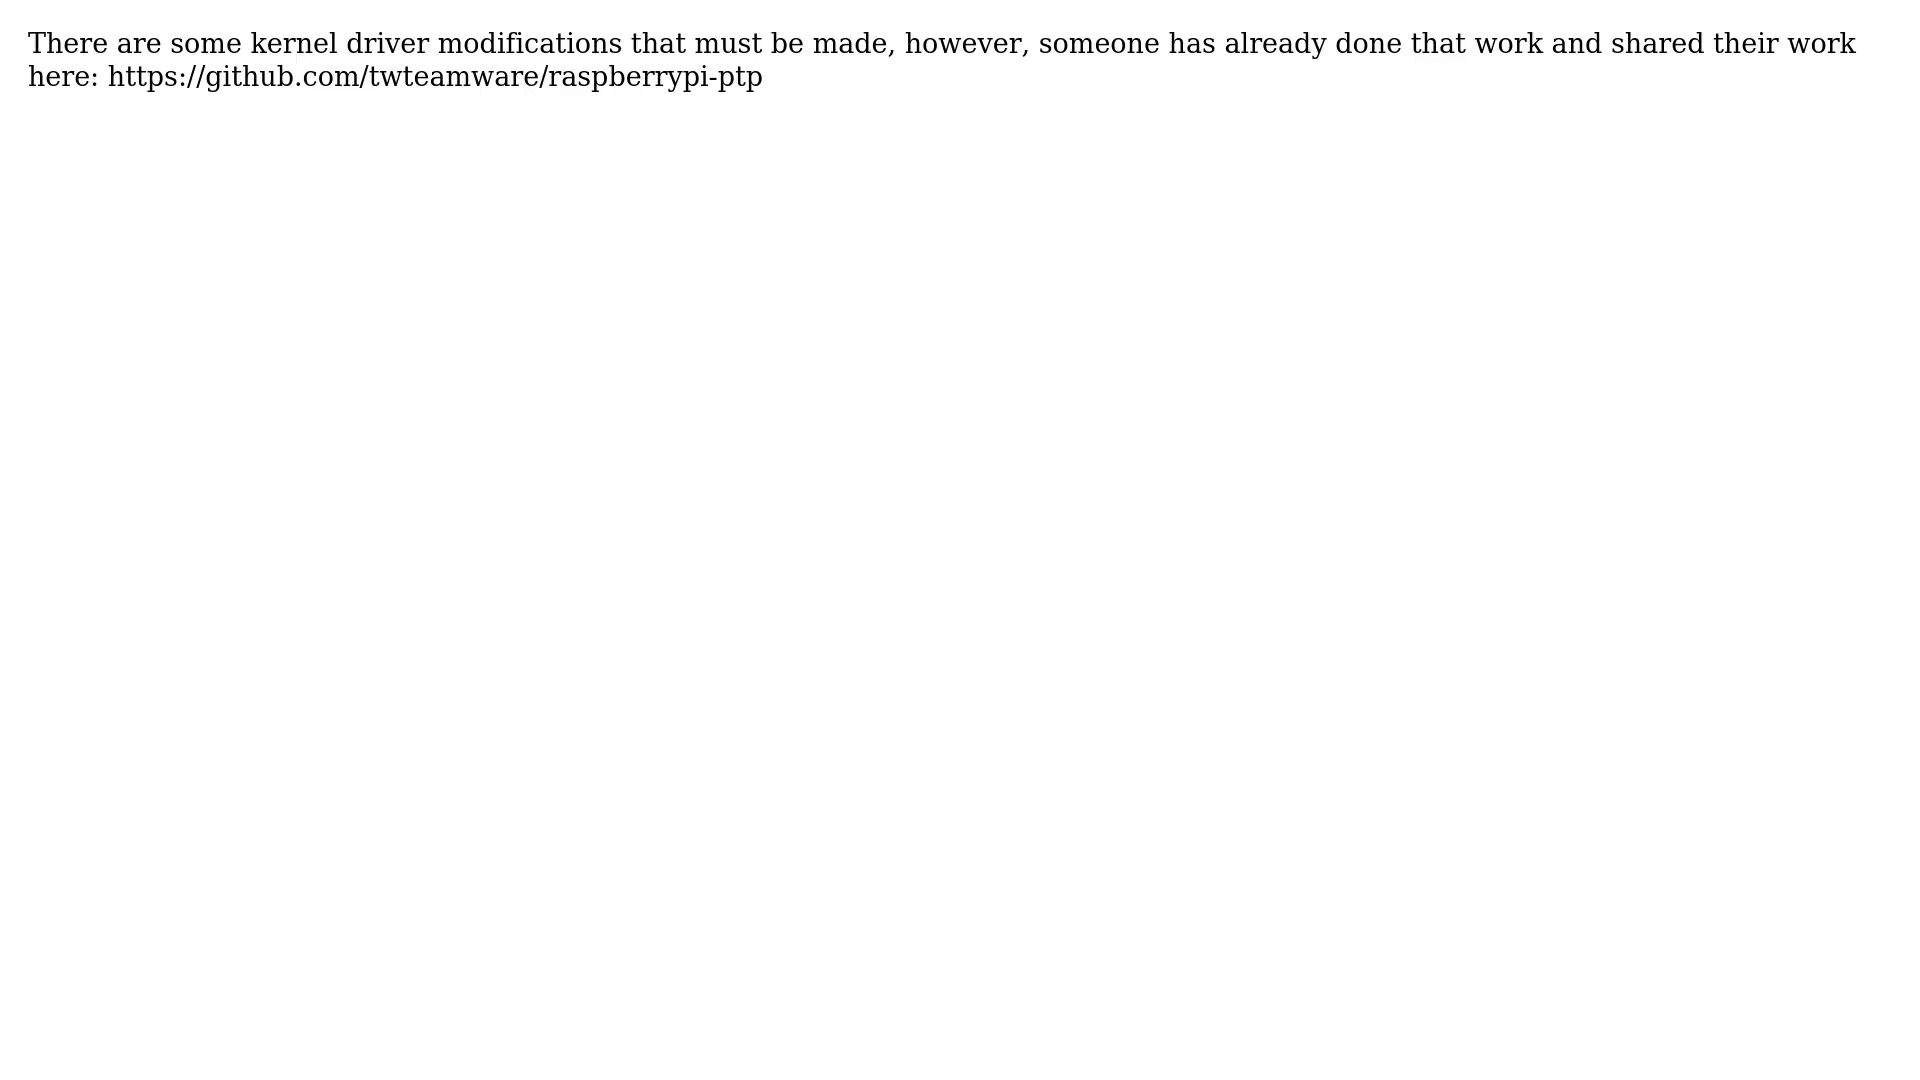 There are some kernel driver modifications that must be made, however, someone has already done that work and shared their work
here: https://github.com/twteamware/raspberrypi-ptp